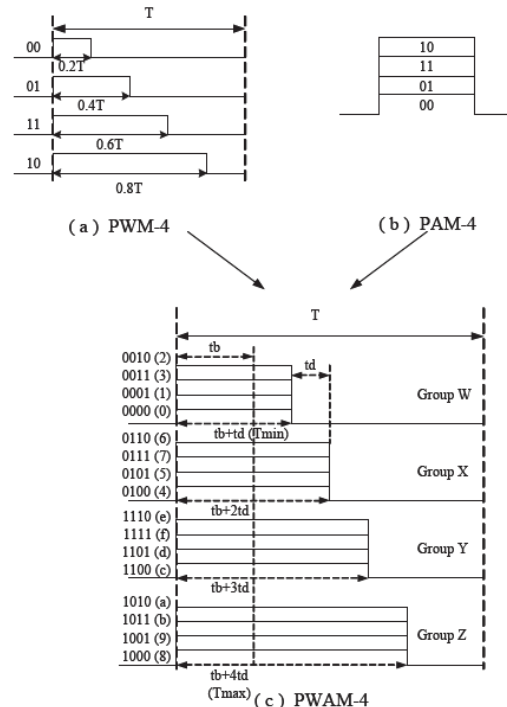 T
00
0.2T
01
0.4T
11
0.6T
10
0.8T
( a ) PWM-4
10
11
01
00
( b ) PAM-4
T
tb
td
0010 (2)
0011 (3)
0001 (1)
0000 (0)
Group W
tb+td (Tmin)
0110 (6)
0111 (7)
0101 (5)
0100 (4)
Group X
tb+2td
1110 (e)
1111 (f)
1101 (d)
1100 (c)
Group Y
tb+3td
1010 (a)
1011 (b)
1001 (9)
1000 (8)
Group Z
tb+4td
(Tmax)
( c ) PWAM-4